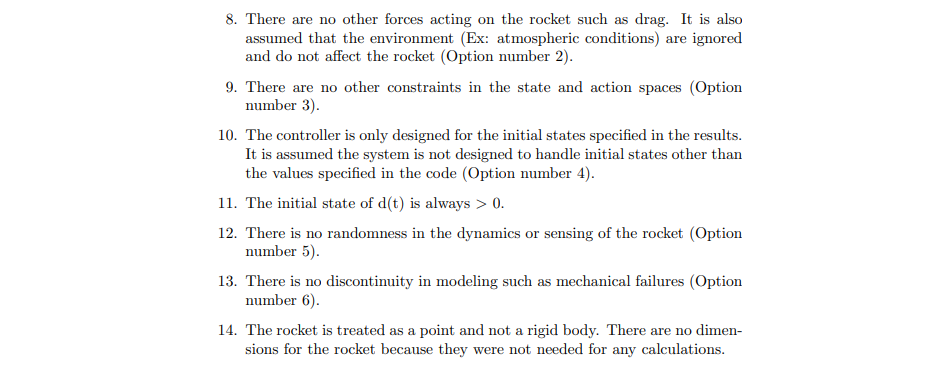 8. There are no other forces acting on the rocket such as drag. It is also
assumed that the environment (Ex: atmospheric conditions) are ignored
and do not affect the rocket (Option number 2).
9. There are no other constraints in the state and action spaces (Option
number 3).
10. The controller is only designed for the initial states specified in the results.
It is assumed the system is not designed to handle initial states other than
the values specified in the code (Option number 4).
11. The initial state of d(t) is always > 0.
12. There is no randomness in the dynamics or sensing of the rocket (Option
number 5).
13. There is no discontinuity in modeling such as mechanical failures (Option
number 6).
14. The rocket is treated as a point and not a rigid body. There are no dimen-
sions for the rocket because they were not needed for any calculations.